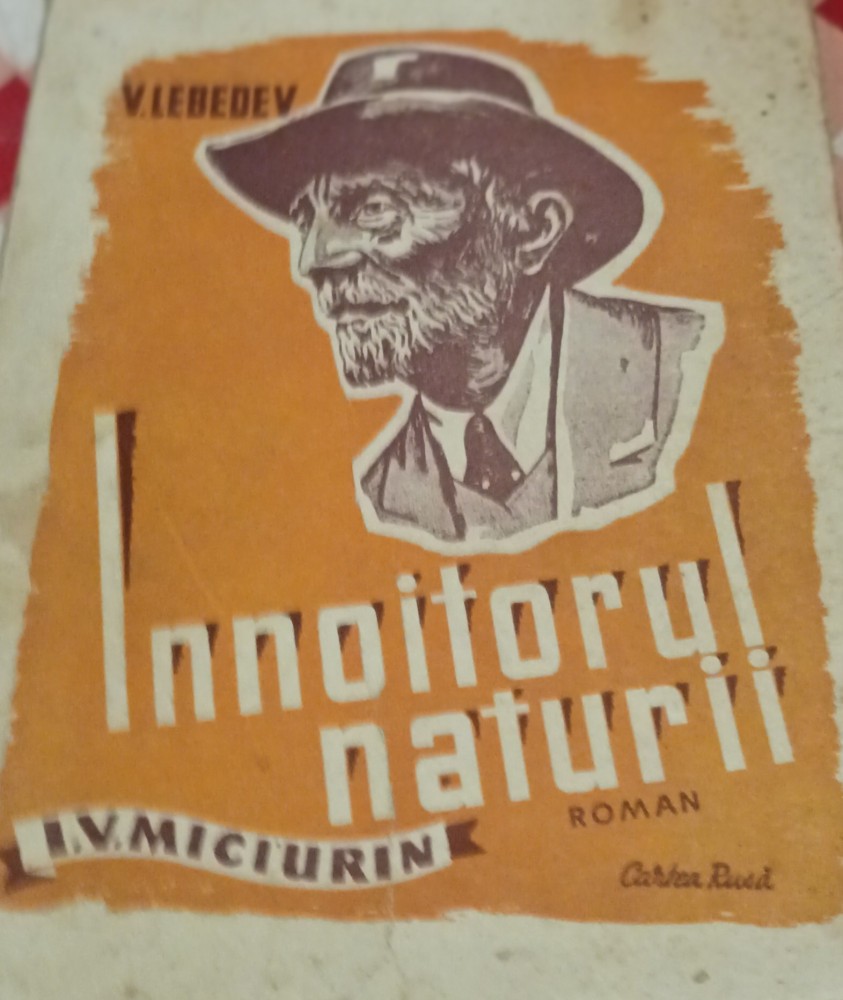 V. LEBEDEV
Innoitorul
naturii
ROMAN
I.V. MICIURIN
Cartea Rusă